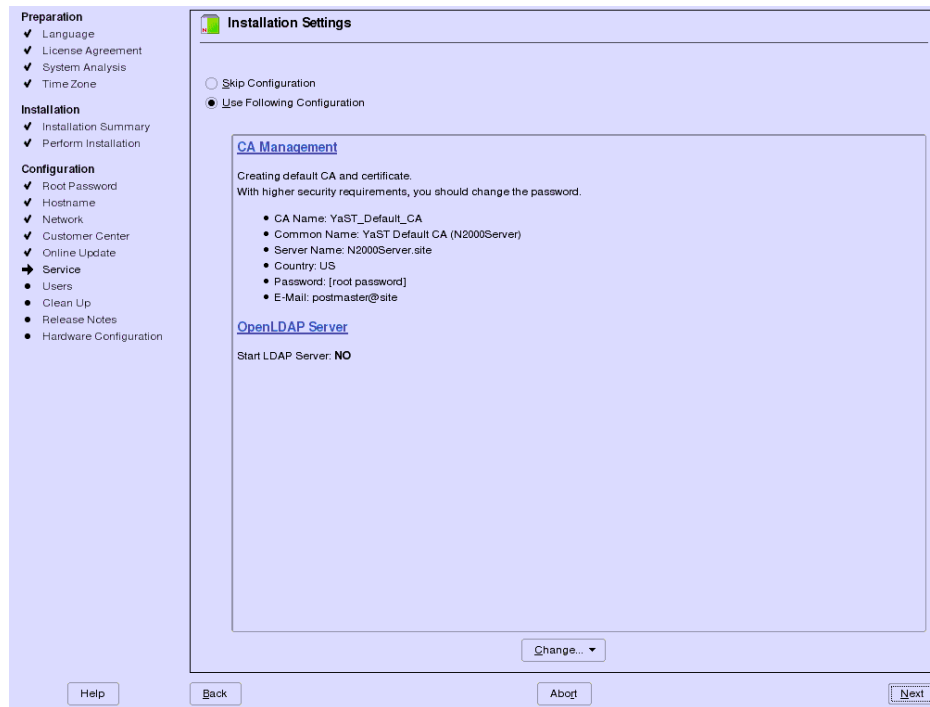 Preparation
Language
License Agreement
System Analysis
Time Zone
Installation
Installation Summary
Perform Installation
Configuration
Root Password
Hostname
Network
Customer Center
Online Update
Service
Users
Clean Up
Release Notes
Hardware Configuration
Installation Settings
Skip Configuration
Use Following Configuration
CA Management
Creating default CA and certificate.
With higher security requirements, you should change the password.
CA Name: YaST_Default_CA
Common Name: YaST Default CA (N2000Server)
Server Name: N2000Server.site
Country: US
Password: [root password]
E-Mail: postmaster@site
OpenLDAP Server
Start LDAP Server: NO
Change...
Help
Back
Abort
Next